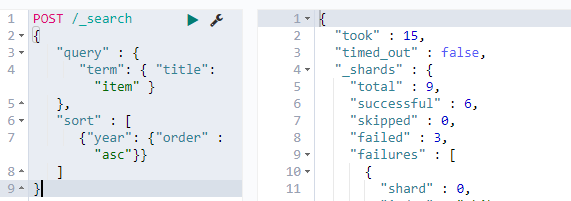 1 POST /_search
2 {
3 "query" : {
4 "term": { "title":
"item" }
5 },
6 "sort" : [
7 {"year": {"order" :
"asc"}}
8 ]
9 }
1 {
2 "took" : 15,
3 "timed_out" : false,
4 "_shards" : {
5 "total" : 9,
6 "successful" : 6,
7 "skipped" : 0,
8 "failed" : 3,
9 "failures" : [
10 {
11 "shard" : 0,